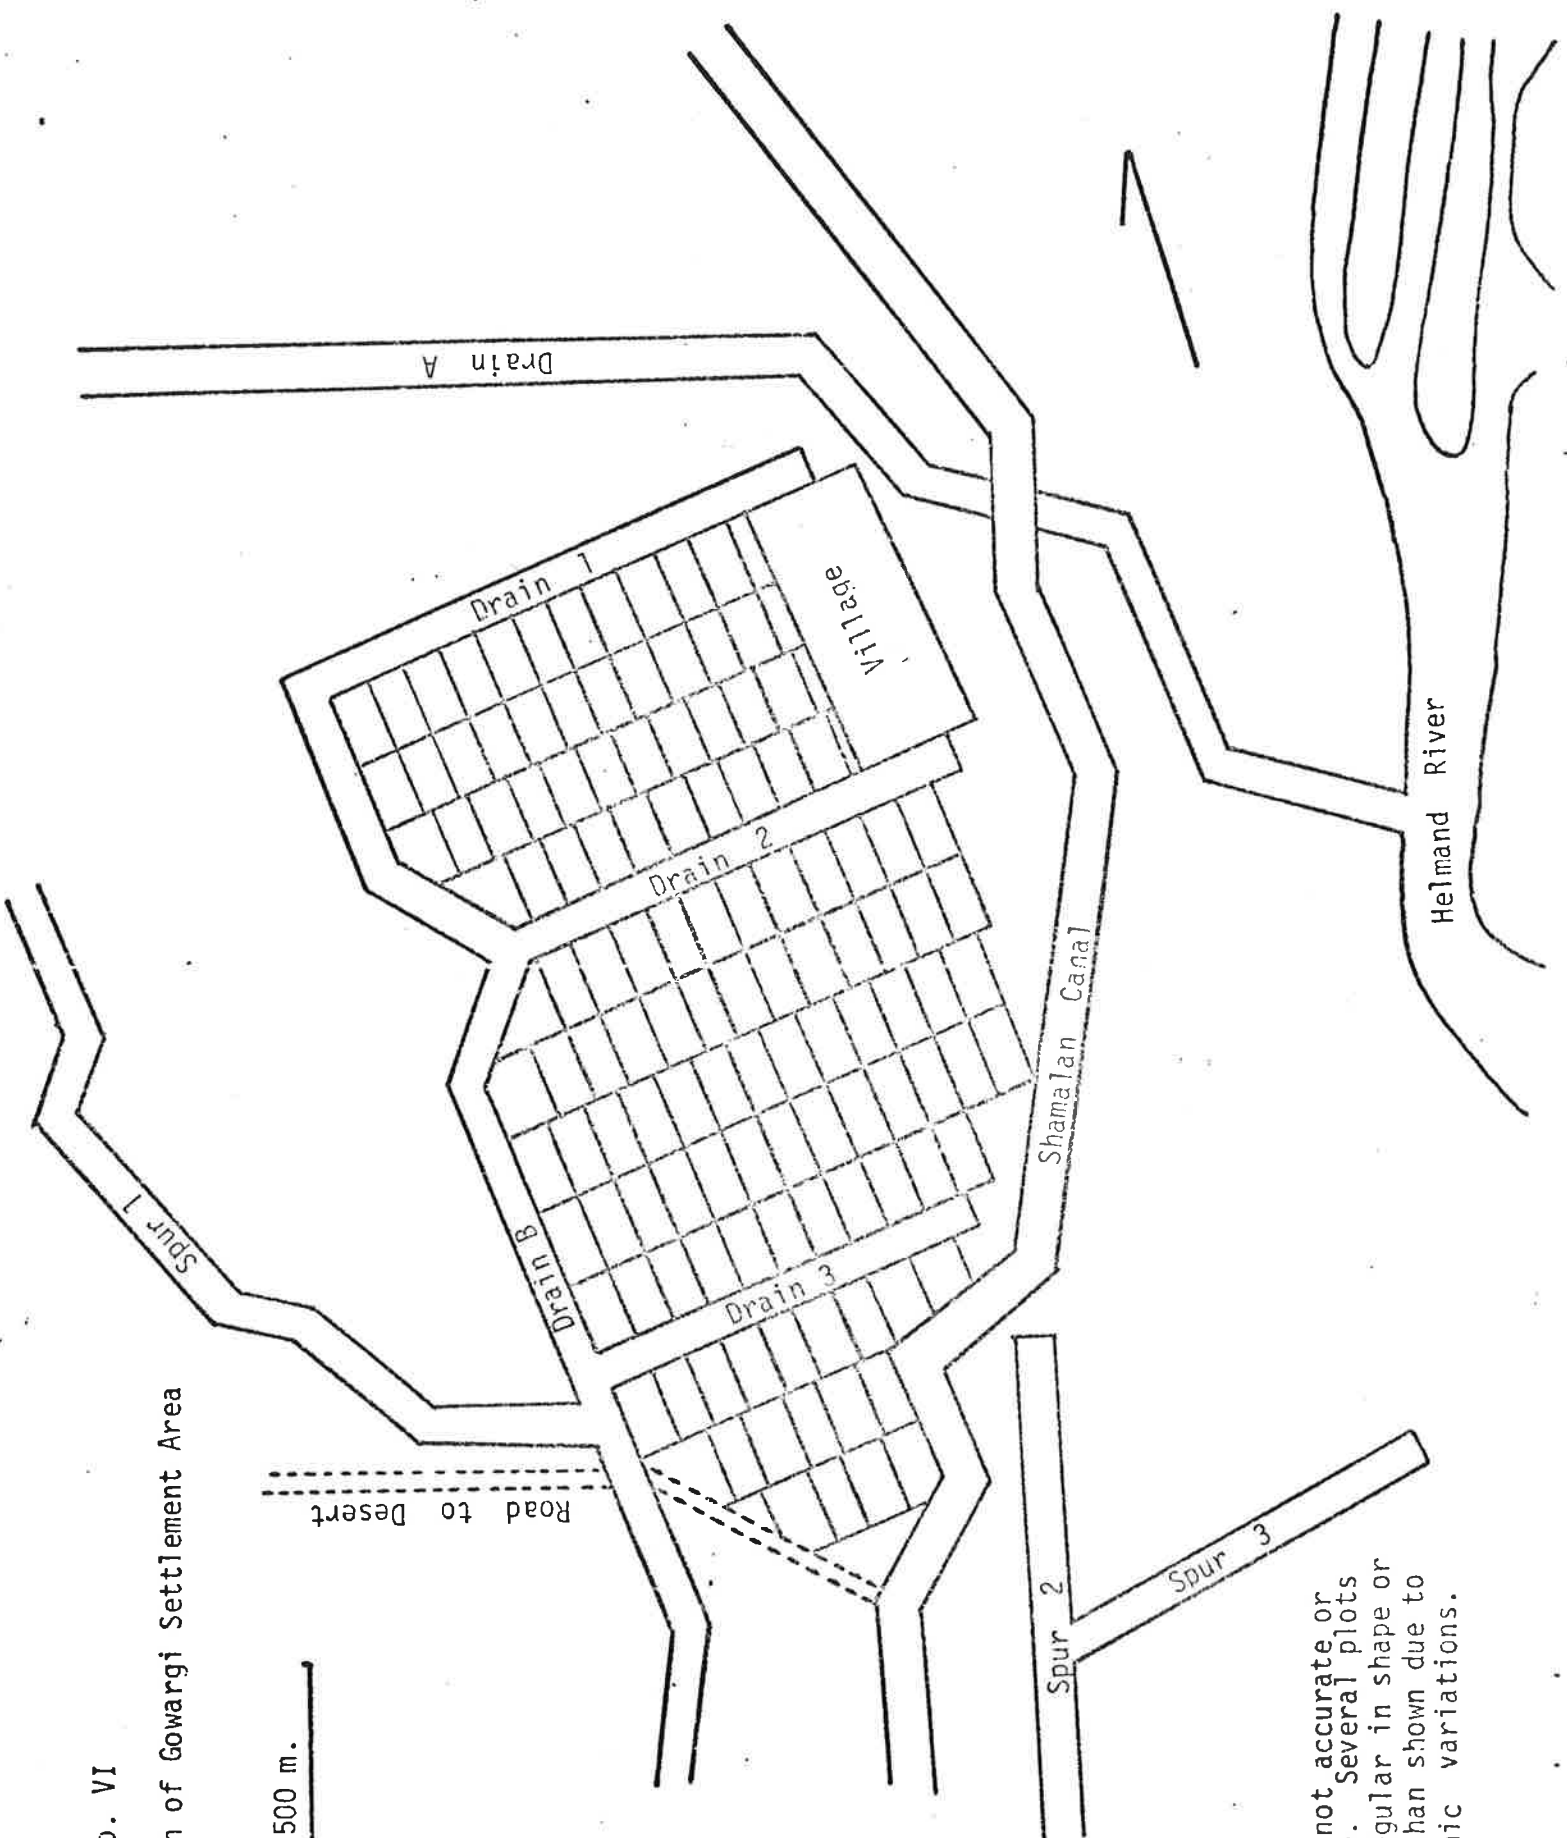 o. VI
n of Gowargi Settlement Area
500 m.
Spur 1
Drain A
Drain 1
Village
Drain 2
Drain B
Drain 3
Road to Desert
Shamalan Canal
Helmand River
Spur 2
Spur 3
not accurate or
. Several plots
gular in shape or
han shown due to
ic variations.